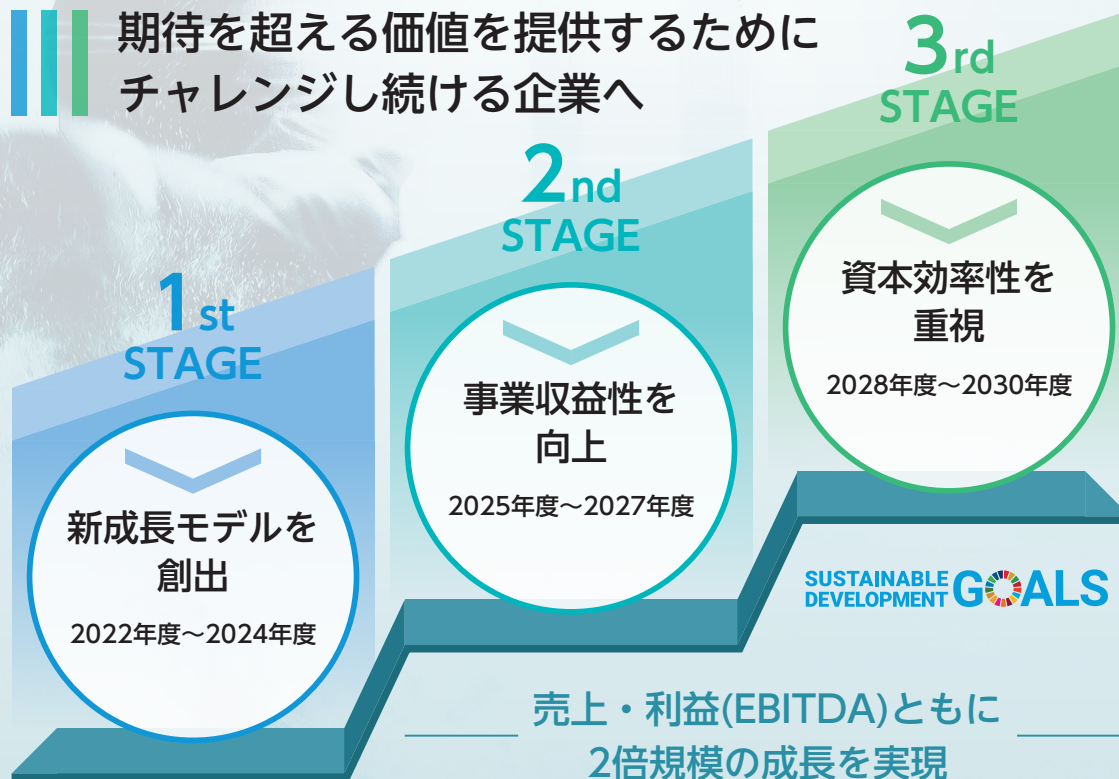 期待を超える価値を提供するために
チャレンジし続ける企業へ
1st
STAGE
新成長モデルを
創出
2022年度～2024年度
2nd
STAGE
事業収益性を
向上
2025年度～2027年度
3rd
STAGE
資本効率性を
重視
2028年度～2030年度
SUSTAINABLE
DEVELOPMENT
GOALS
売上・利益(EBITDA)ともに
2倍規模の成長を実現